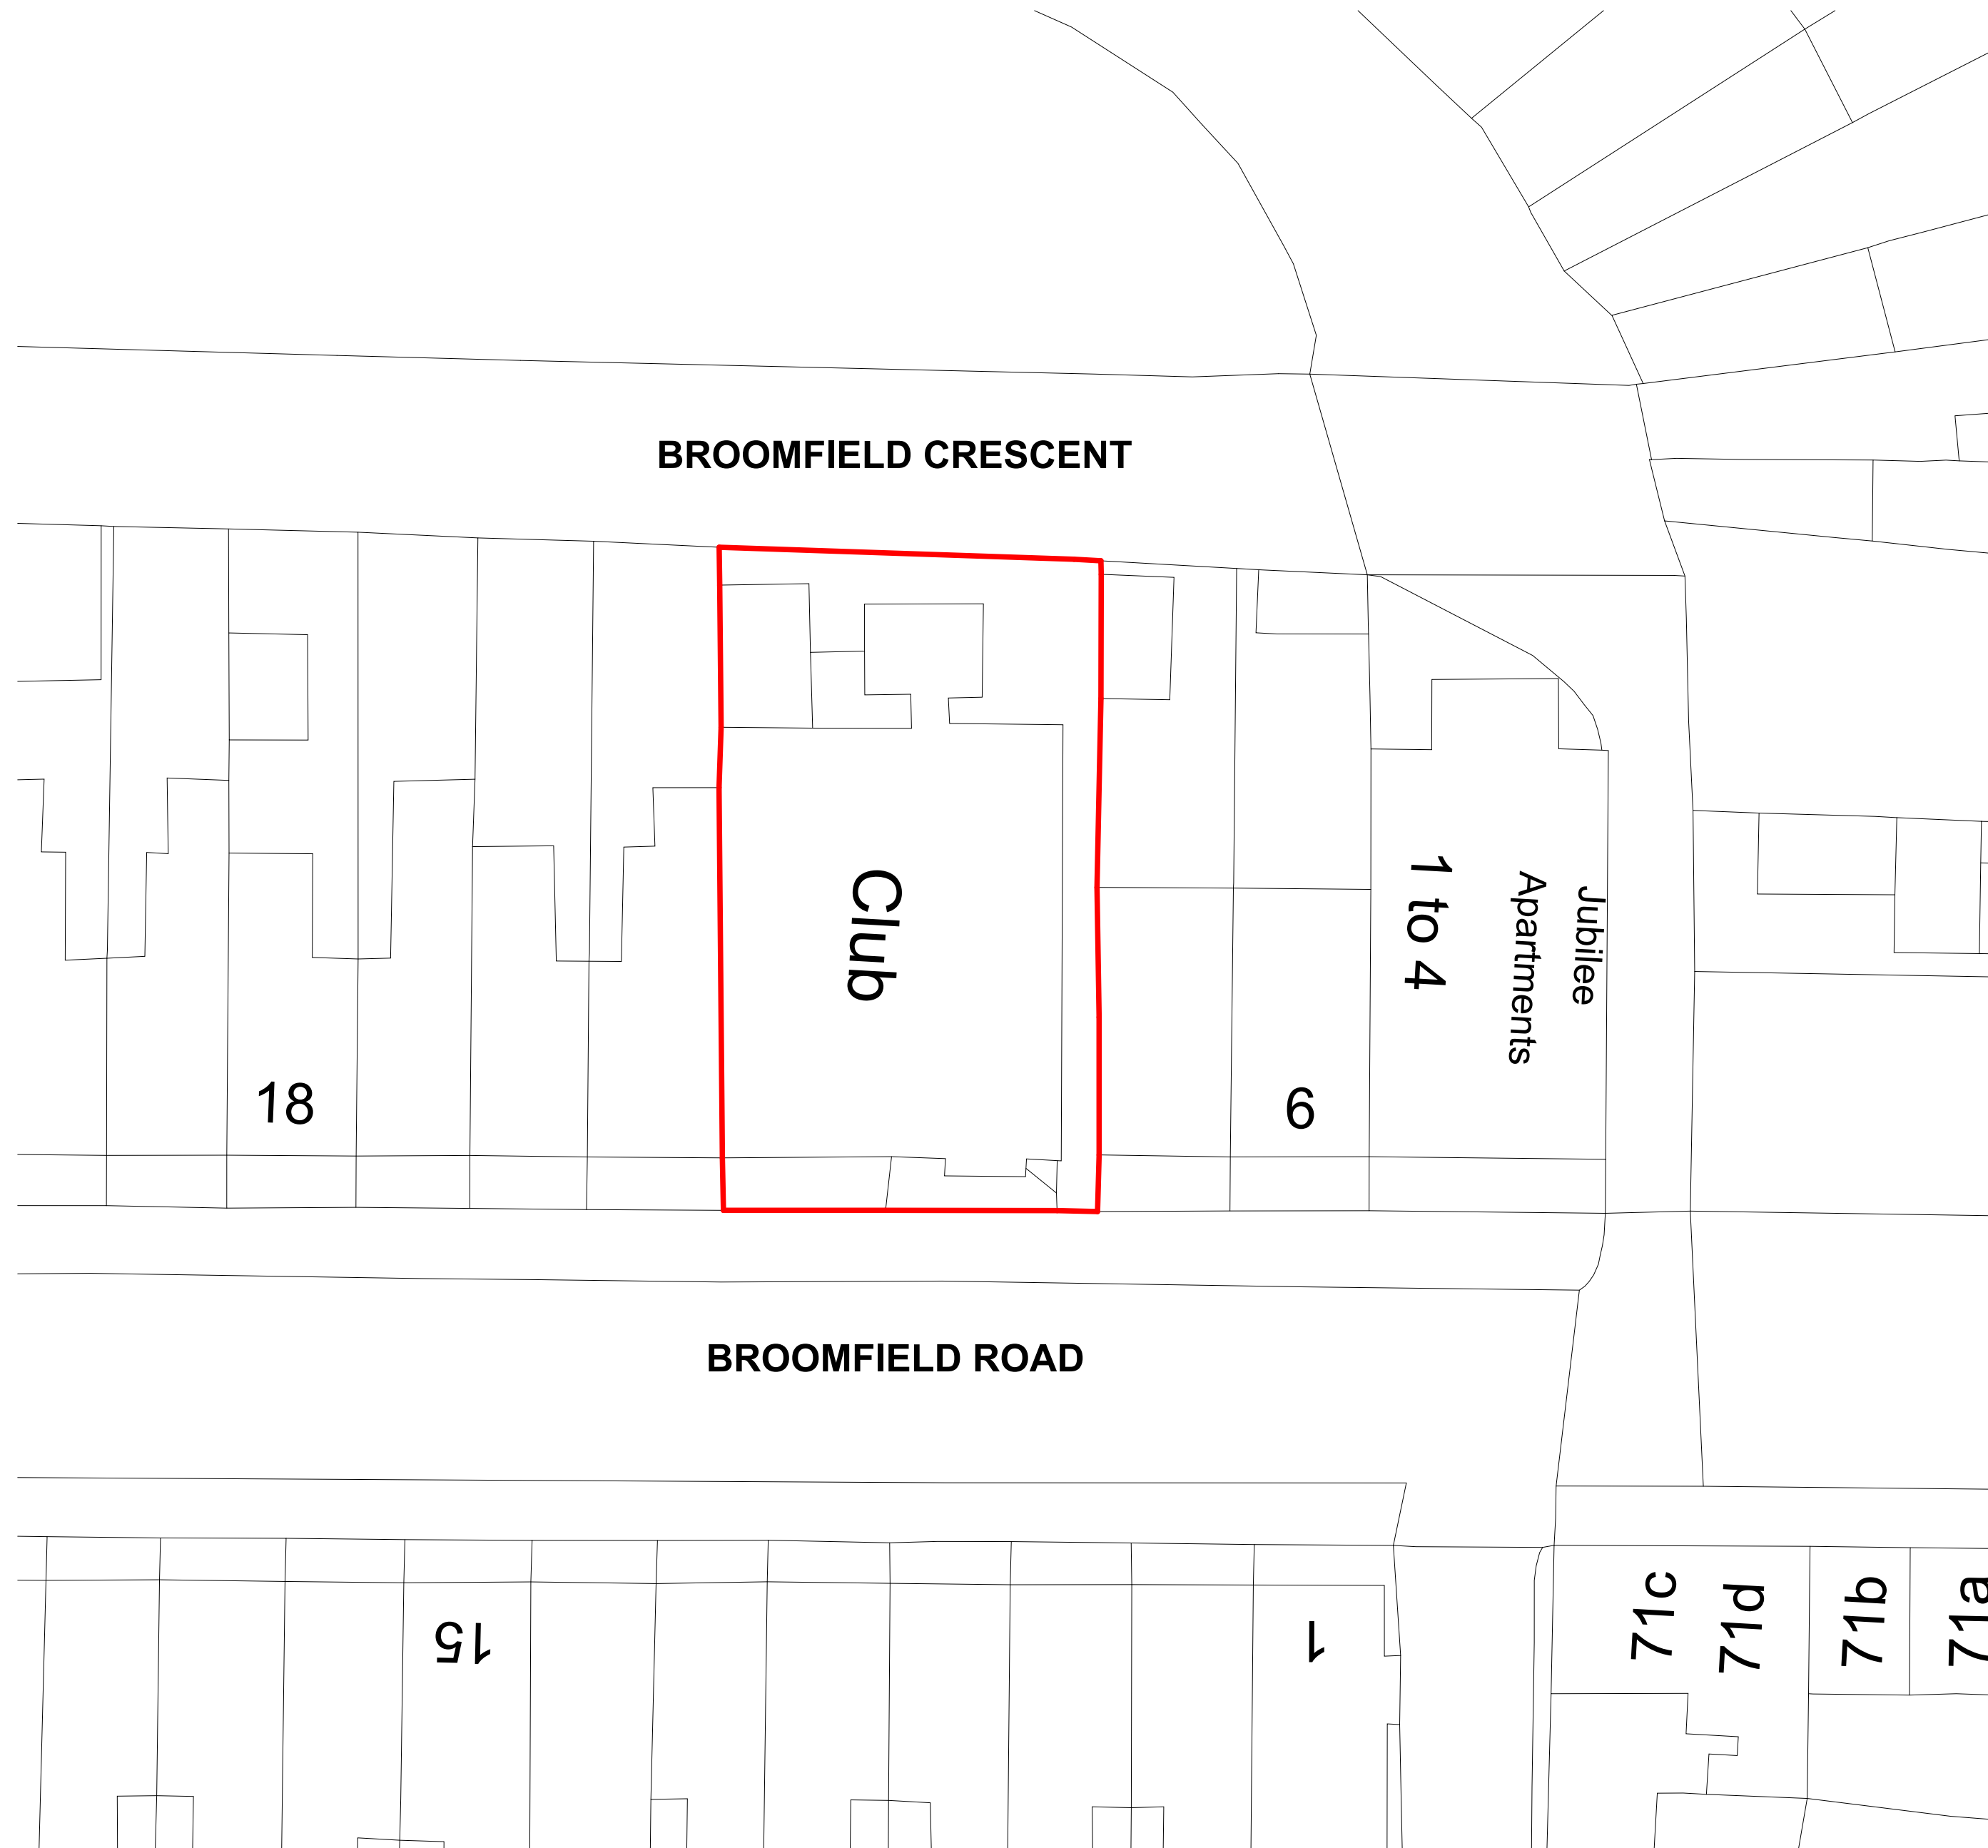 BROOMFIELD CRESCENT
Club
1 to 4
Jubilee
Apartments
18
6
BROOMFIELD ROAD
15
1
71c
71d
71b
71a